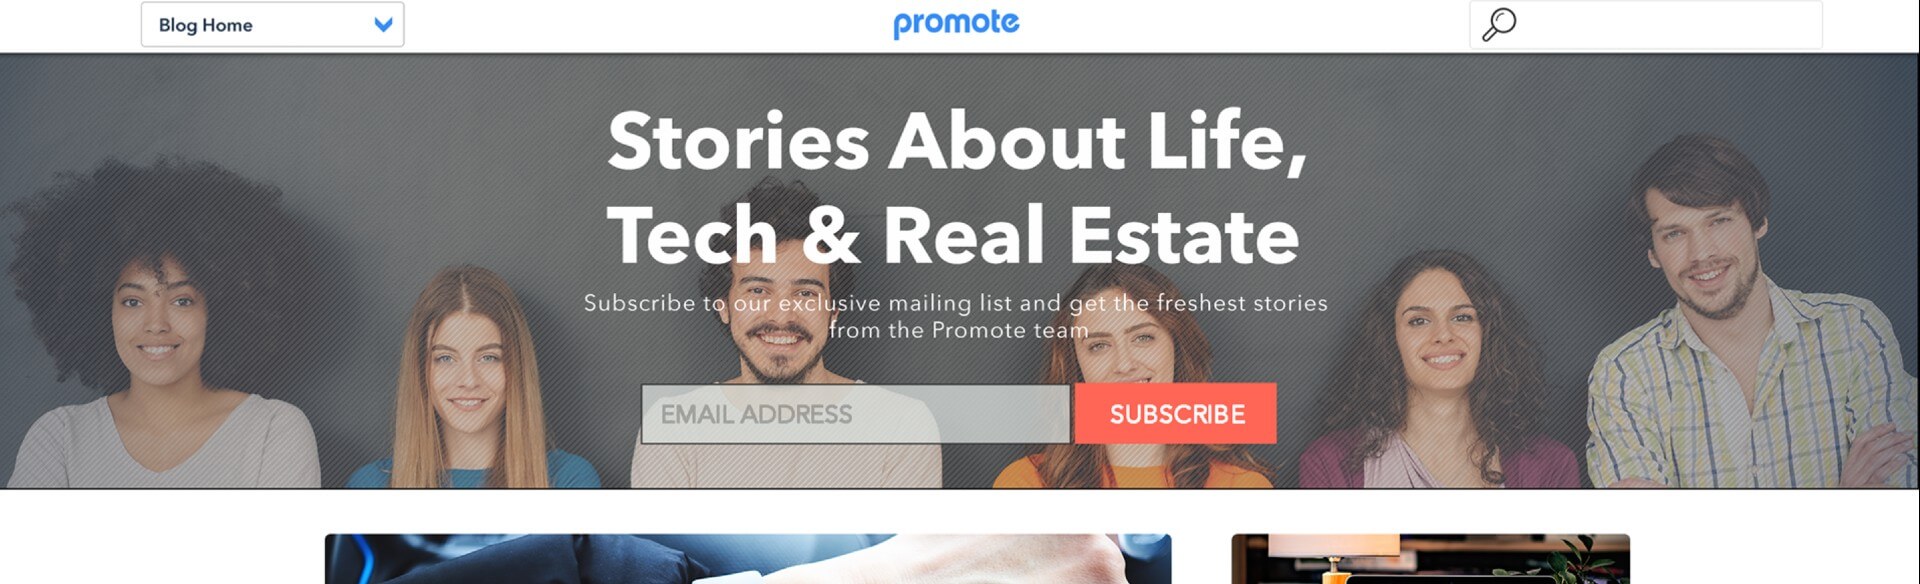 Blog Home
promote
Stories About Life,
Tech & Real Estate
Subscribe to our exclusive mailing list and get the freshest stories
from the Promote team
EMAIL ADDRESS
SUBSCRIBE